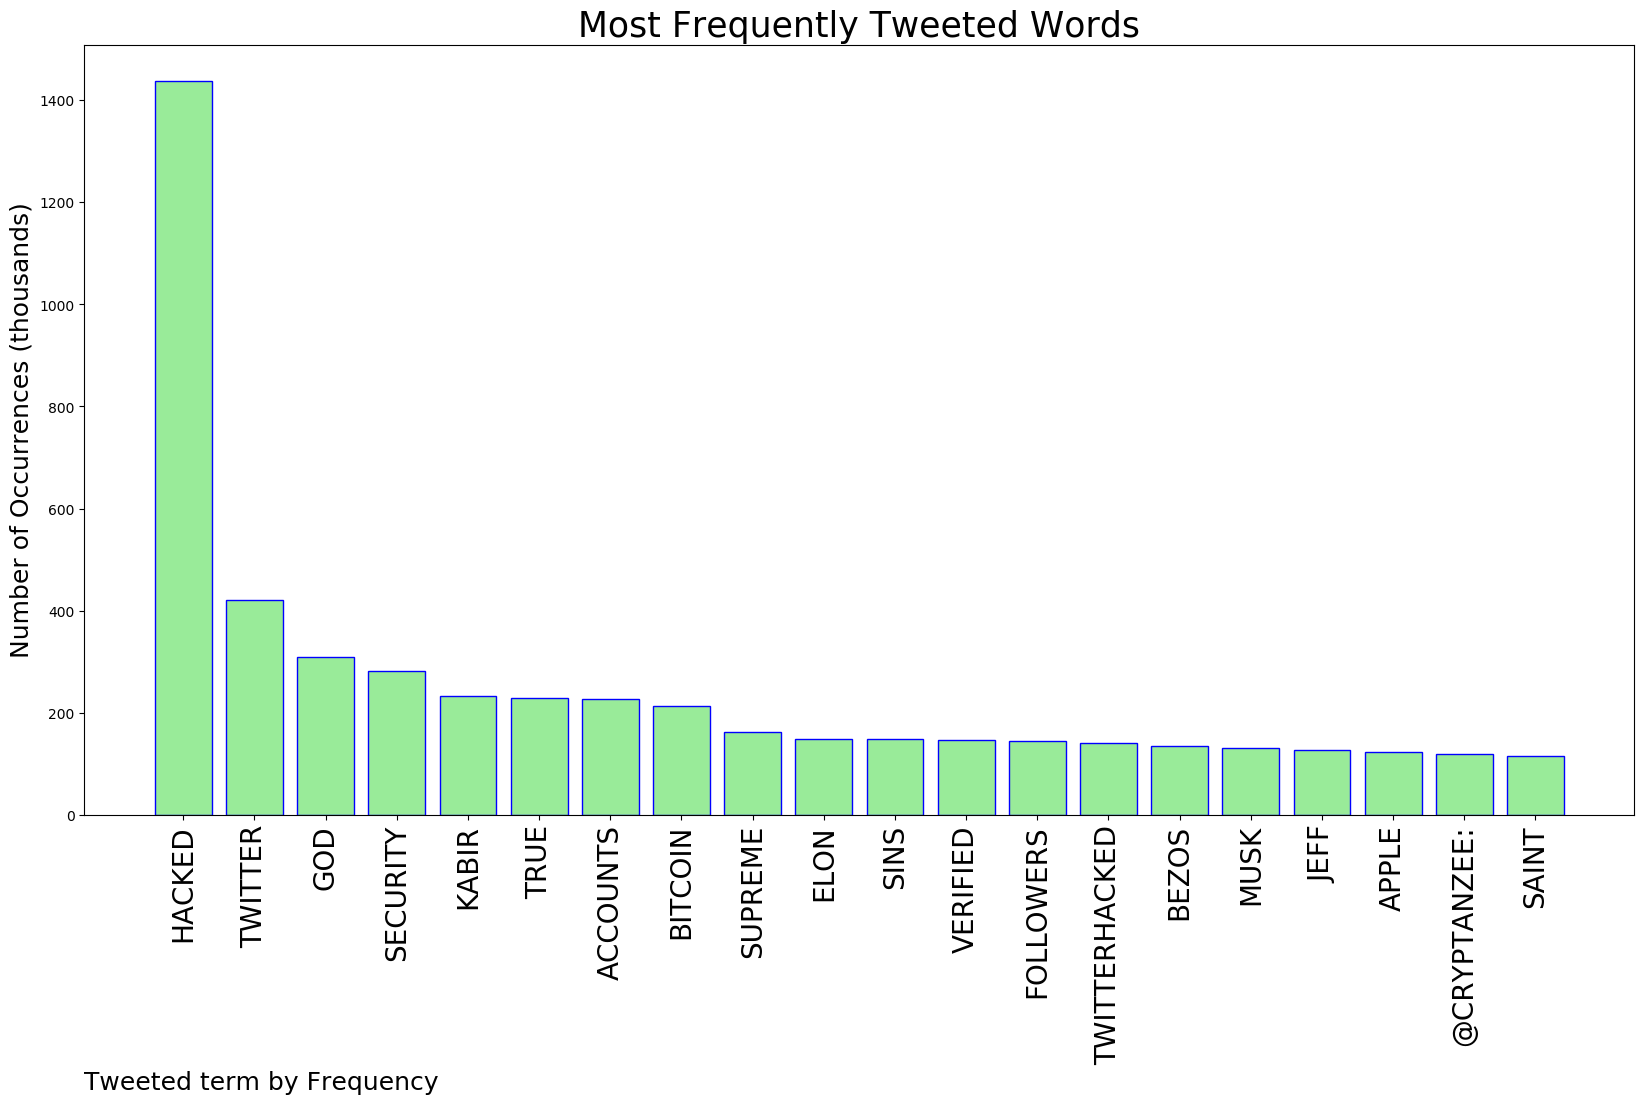 Most Frequently Tweeted Words
Number of Occurrences (thousands)
1400
1200
1000
800
600
400
200
0
HACKED
TWITTER
GOD
SECURITY
KABIR
TRUE
ACCOUNTS
BITCOIN
SUPREME
ELON
SINS
VERIFIED
FOLLOWERS
TWITTERHACKED
BEZOS
MUSK
JEFF
APPLE
@CRYPTANZEE:
SAINT
Tweeted term by Frequency